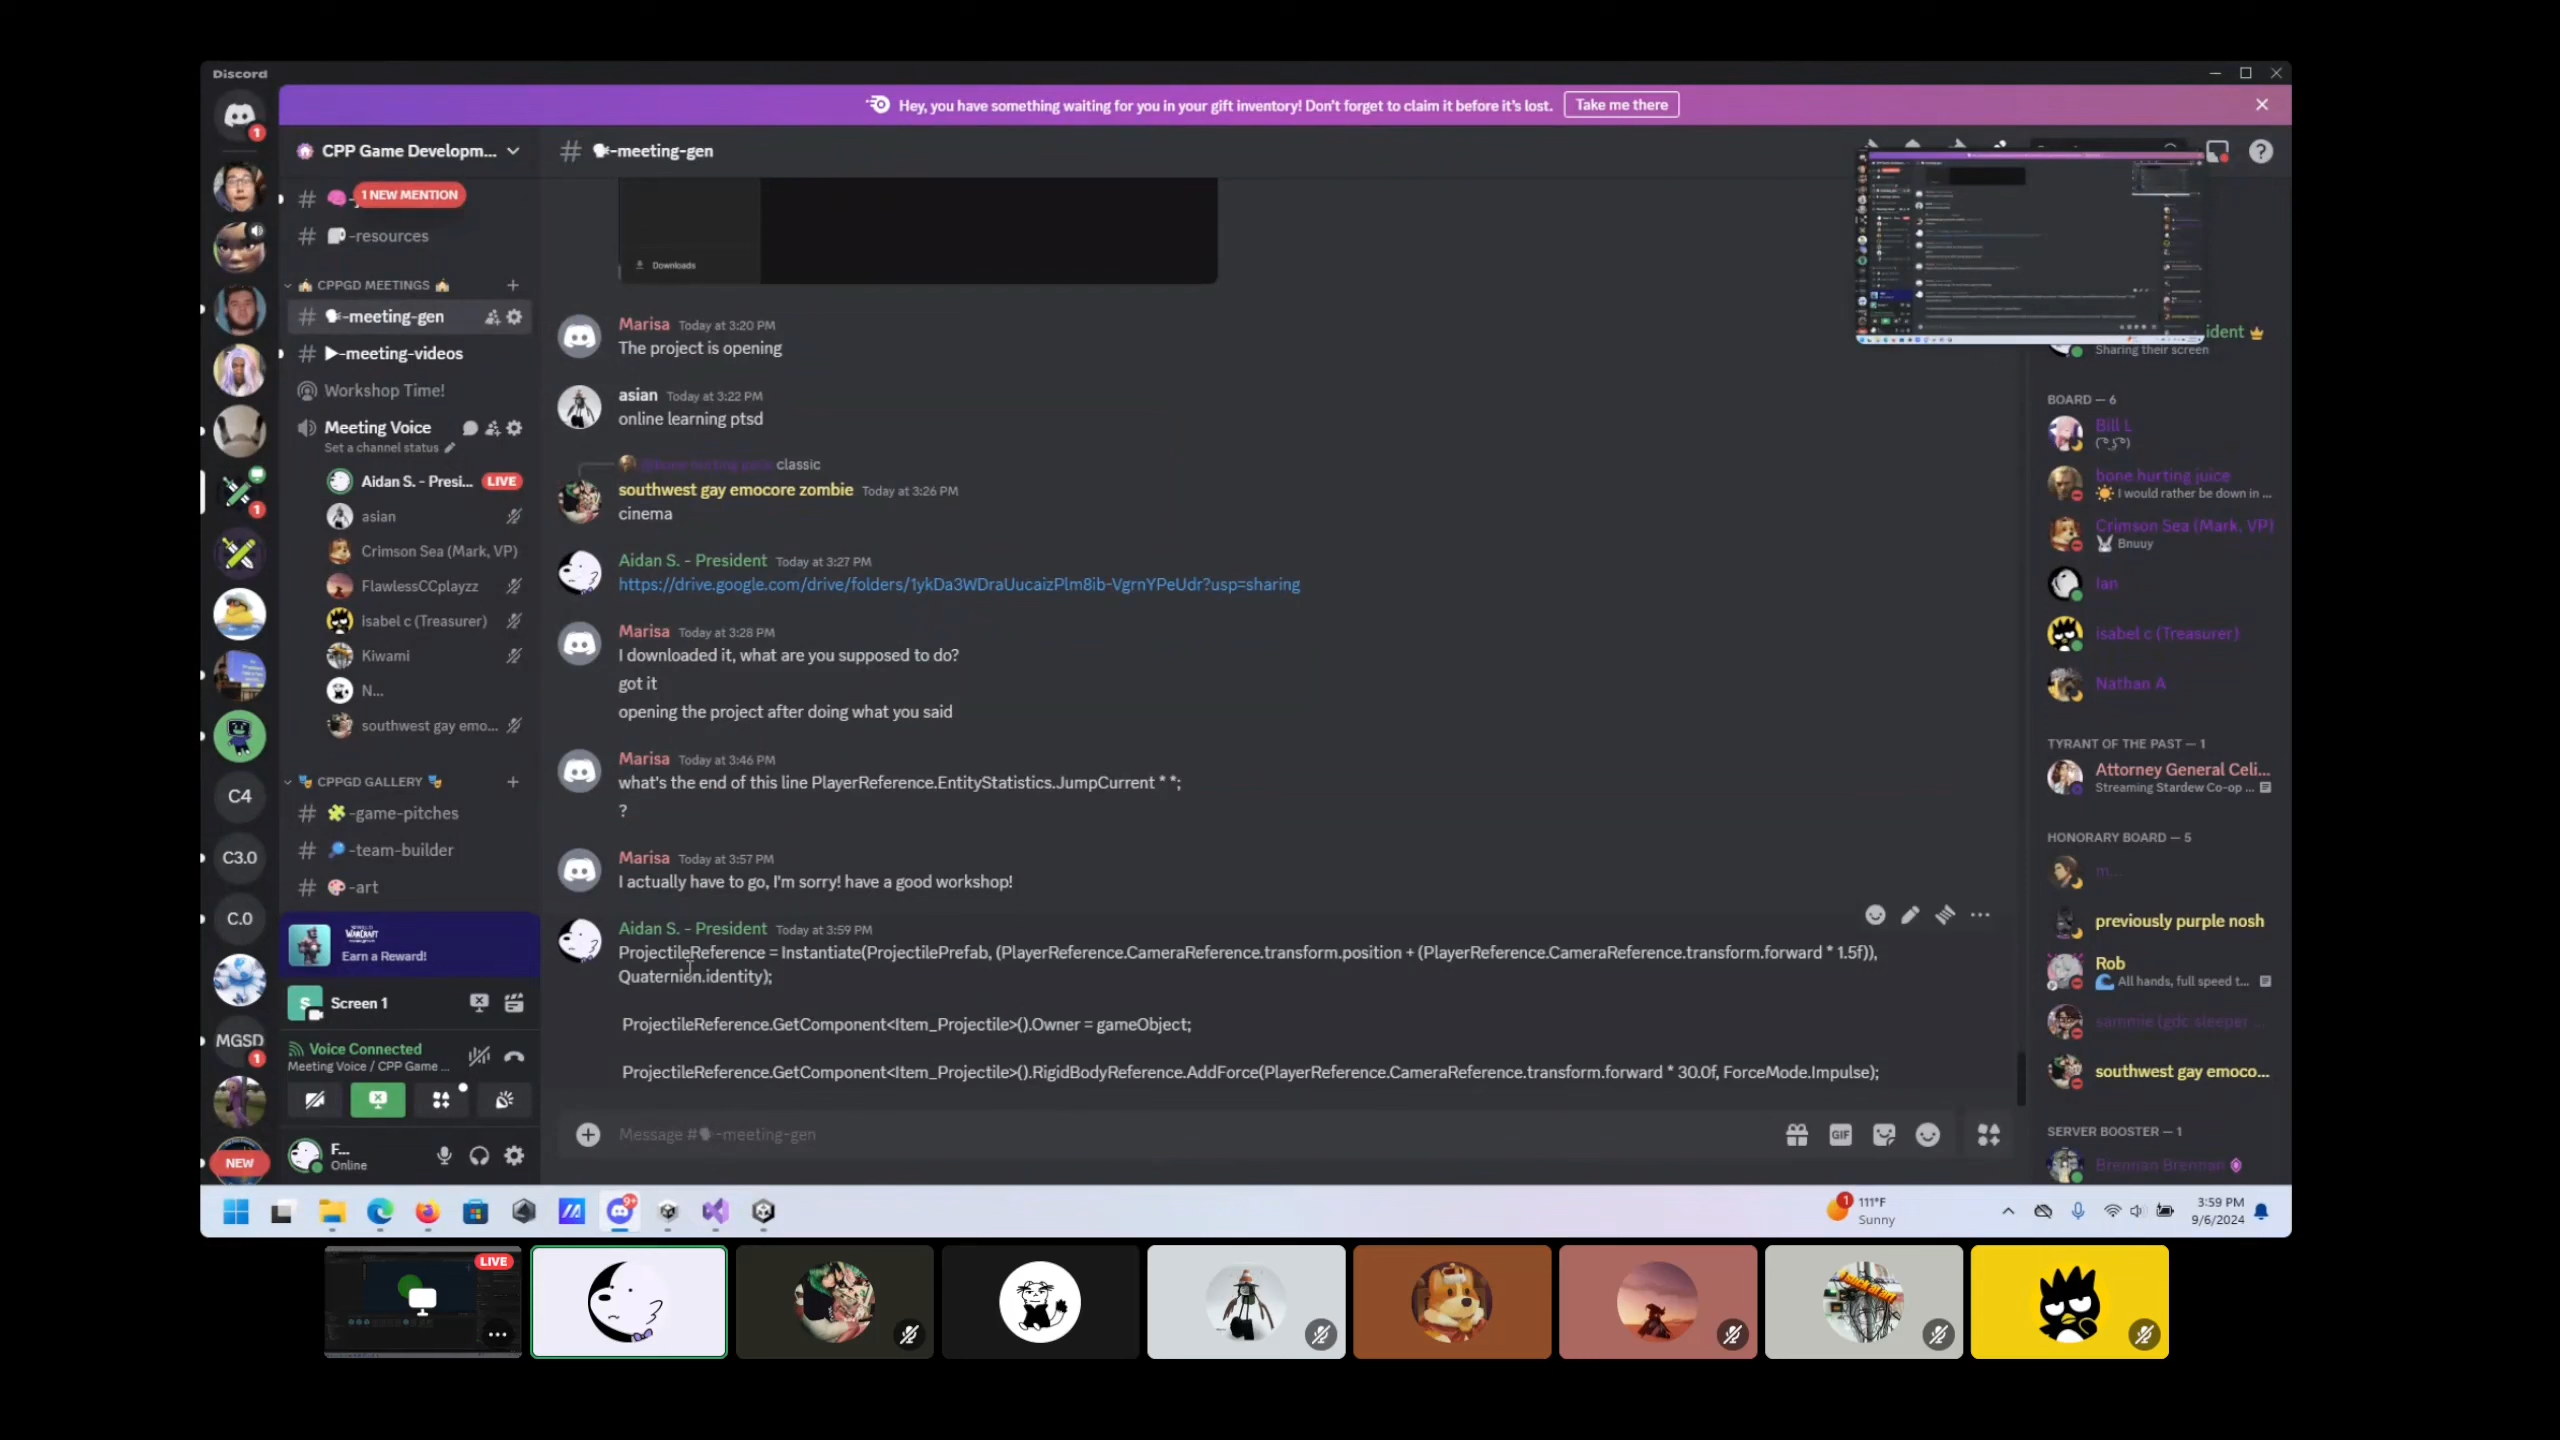 Discord
Hey, you have something waiting for you in your gift inventory! Don't forget to claim it before it's lost.
Take me there
CPP Game Developm...
-meeting-gen
1 NEW MENTION
-resources
CPPGD MEETINGS
-meeting-gen
-meeting-videos
Workshop Time!
Meeting Voice
Set a channel status
Aidan S. - Presi... LIVE
asian
Crimson Sea (Mark, VP)
FlawlessCCplayzz
isabel c (Treasurer)
Kiwami
N...
southwest gay emo...
CPPGD GALLERY
-game-pitches
-team-builder
-art
WARCRAFT
Earn a Reward!
Screen 1
Voice Connected
Meeting Voice / CPP Game ...
F...
Online
C4
C3.0
C.0
MGSD
NEW
Downloads
Marisa Today at 3:20 PM
The project is opening
asian Today at 3:22 PM
online learning ptsd
@bone hurting juice classic
southwest gay emocore zombie Today at 3:26 PM
cinema
Aidan S. - President Today at 3:27 PM
https://drive.google.com/drive/folders/1ykDa3WDraUucaizPlm8ib-VgrnYPeUdr?usp=sharing
Marisa Today at 3:28 PM
I downloaded it, what are you supposed to do?
got it
opening the project after doing what you said
Marisa Today at 3:46 PM
what's the end of this line PlayerReference.EntityStatistics.JumpCurrent * *;
?
Marisa Today at 3:57 PM
I actually have to go, I'm sorry! have a good workshop!
Aidan S. - President Today at 3:59 PM
ProjectileReference = Instantiate(ProjectilePrefab, (PlayerReference.CameraReference.transform.position + (PlayerReference.CameraReference.transform.forward * 1.5f)),
Quaternion.identity);
ProjectileReference.GetComponent<Item_Projectile>().Owner = gameObject;
ProjectileReference.GetComponent<Item_Projectile>().RigidBodyReference.AddForce(PlayerReference.CameraReference.transform.forward * 30.0f, ForceMode.Impulse);
Message #-meeting-gen
GIF
ident
Sharing their screen
BOARD — 6
Bill L
bone hurting juice
I would rather be down in ...
Crimson Sea (Mark, VP)
Bnuuy
Ian
isabel c (Treasurer)
Nathan A
TYRANT OF THE PAST — 1
Attorney General Celi...
Streaming Stardew Co-op ...
HONORARY BOARD — 5
m...
previously purple nosh
Rob
All hands, full speed t...
sammie (gdc sleeper ...
southwest gay emoco...
SERVER BOOSTER — 1
Brennan Brennan
111°F
Sunny
3:59 PM
9/6/2024
LIVE